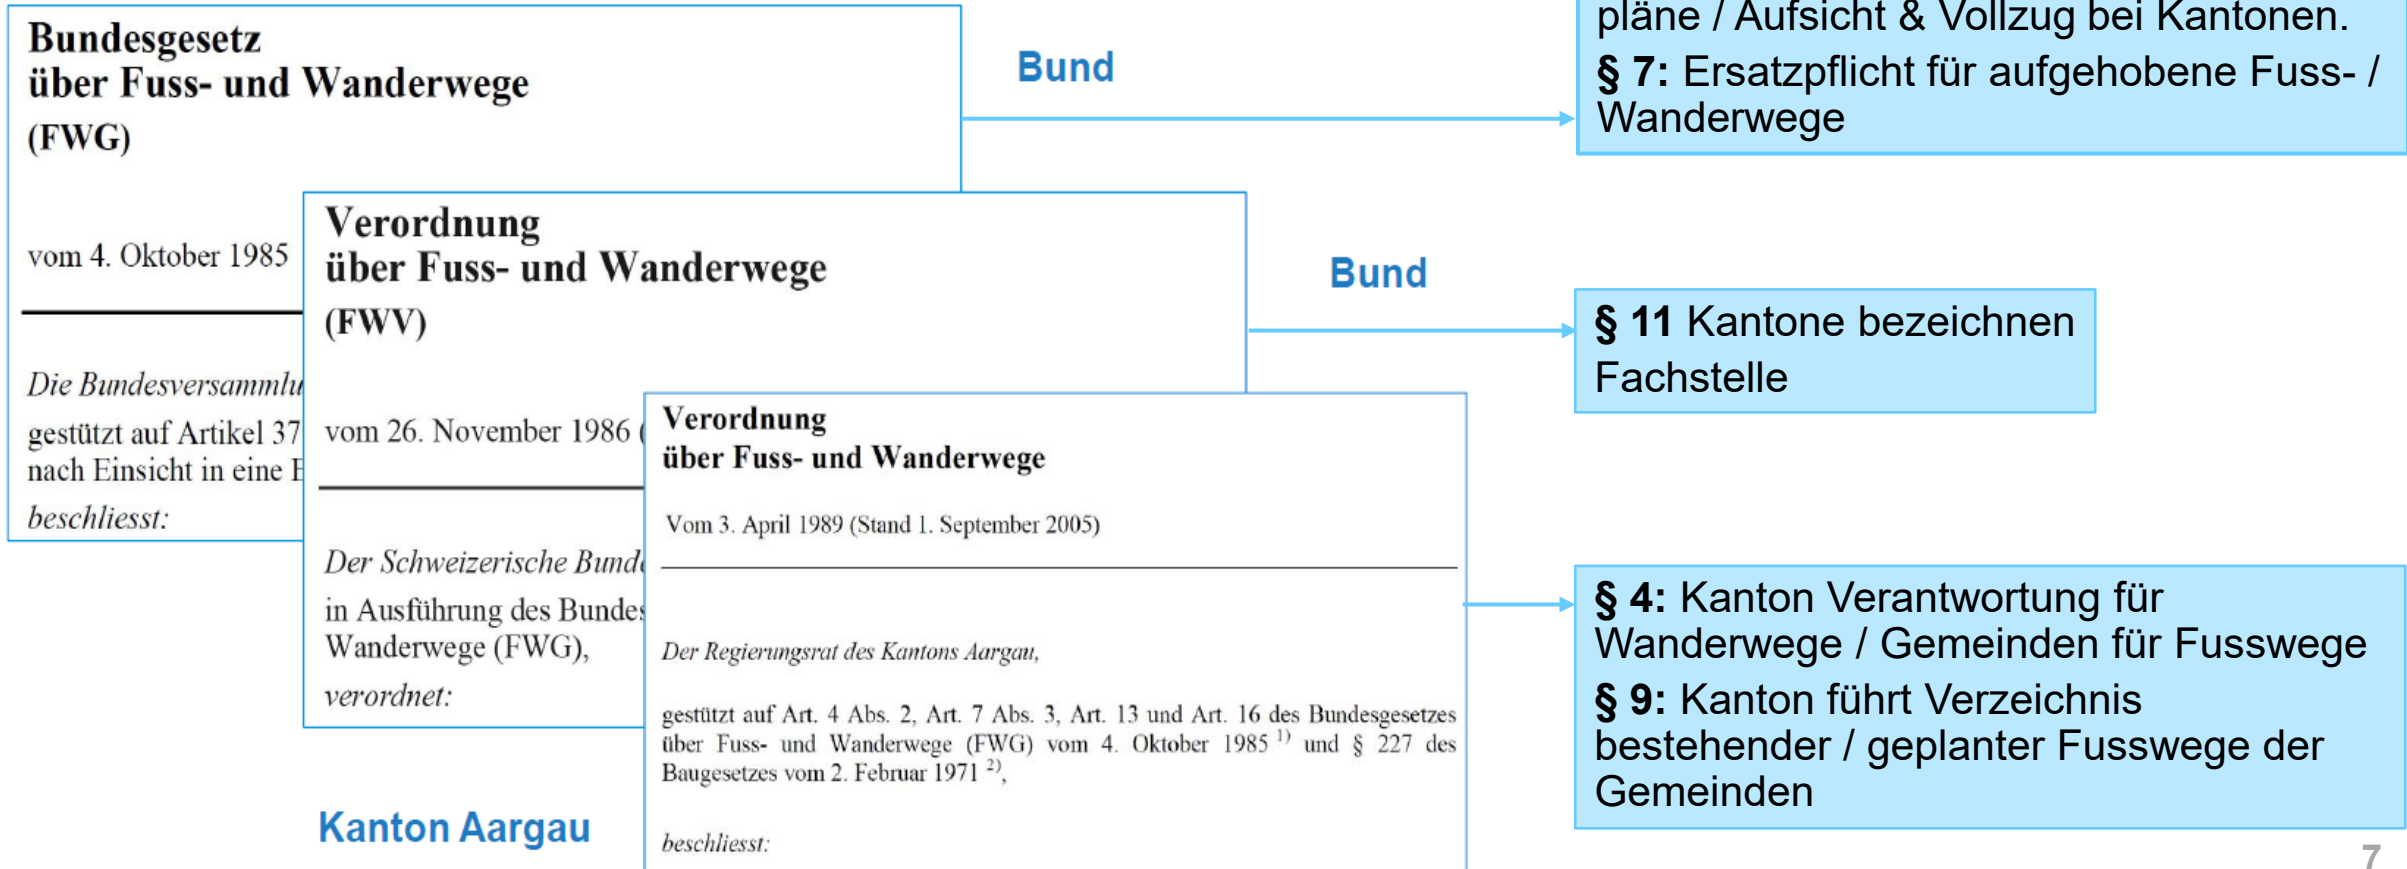 Bundesgesetz
über Fuss- und Wanderwege
(FWG)
vom 4. Oktober 1985
Die Bundesversammlu
gestützt auf Artikel 37
nach Einsicht in eine
beschliesst:
Bund
pläne / Aufsicht & Vollzug bei Kantonen.
§ 7: Ersatzpflicht für aufgehobene Fuss- /
Wanderwege
Verordnung
über Fuss- und Wanderwege
(FWV)
vom 26. November 1986 (
Der Schweizerische Bunde
in Ausführung des Bundes
Wanderwege (FWG),
verordnet:
Bund
§ 11 Kantone bezeichnen
Fachstelle
Verordnung
über Fuss- und Wanderwege
Vom 3. April 1989 (Stand 1. September 2005)
Der Regierungsrat des Kantons Aargau,
gestützt auf Art. 4 Abs. 2, Art. 7 Abs. 3, Art. 13 und Art. 16 des Bundesgesetzes
über Fuss- und Wanderwege (FWG) vom 4. Oktober 1985 1) und § 227 des
Baugesetzes vom 2. Februar 1971 2),
beschliesst:
Kanton Aargau
§ 4: Kanton Verantwortung für
Wanderwege / Gemeinden für Fusswege
§ 9: Kanton führt Verzeichnis
bestehender / geplanter Fusswege der
Gemeinden
7